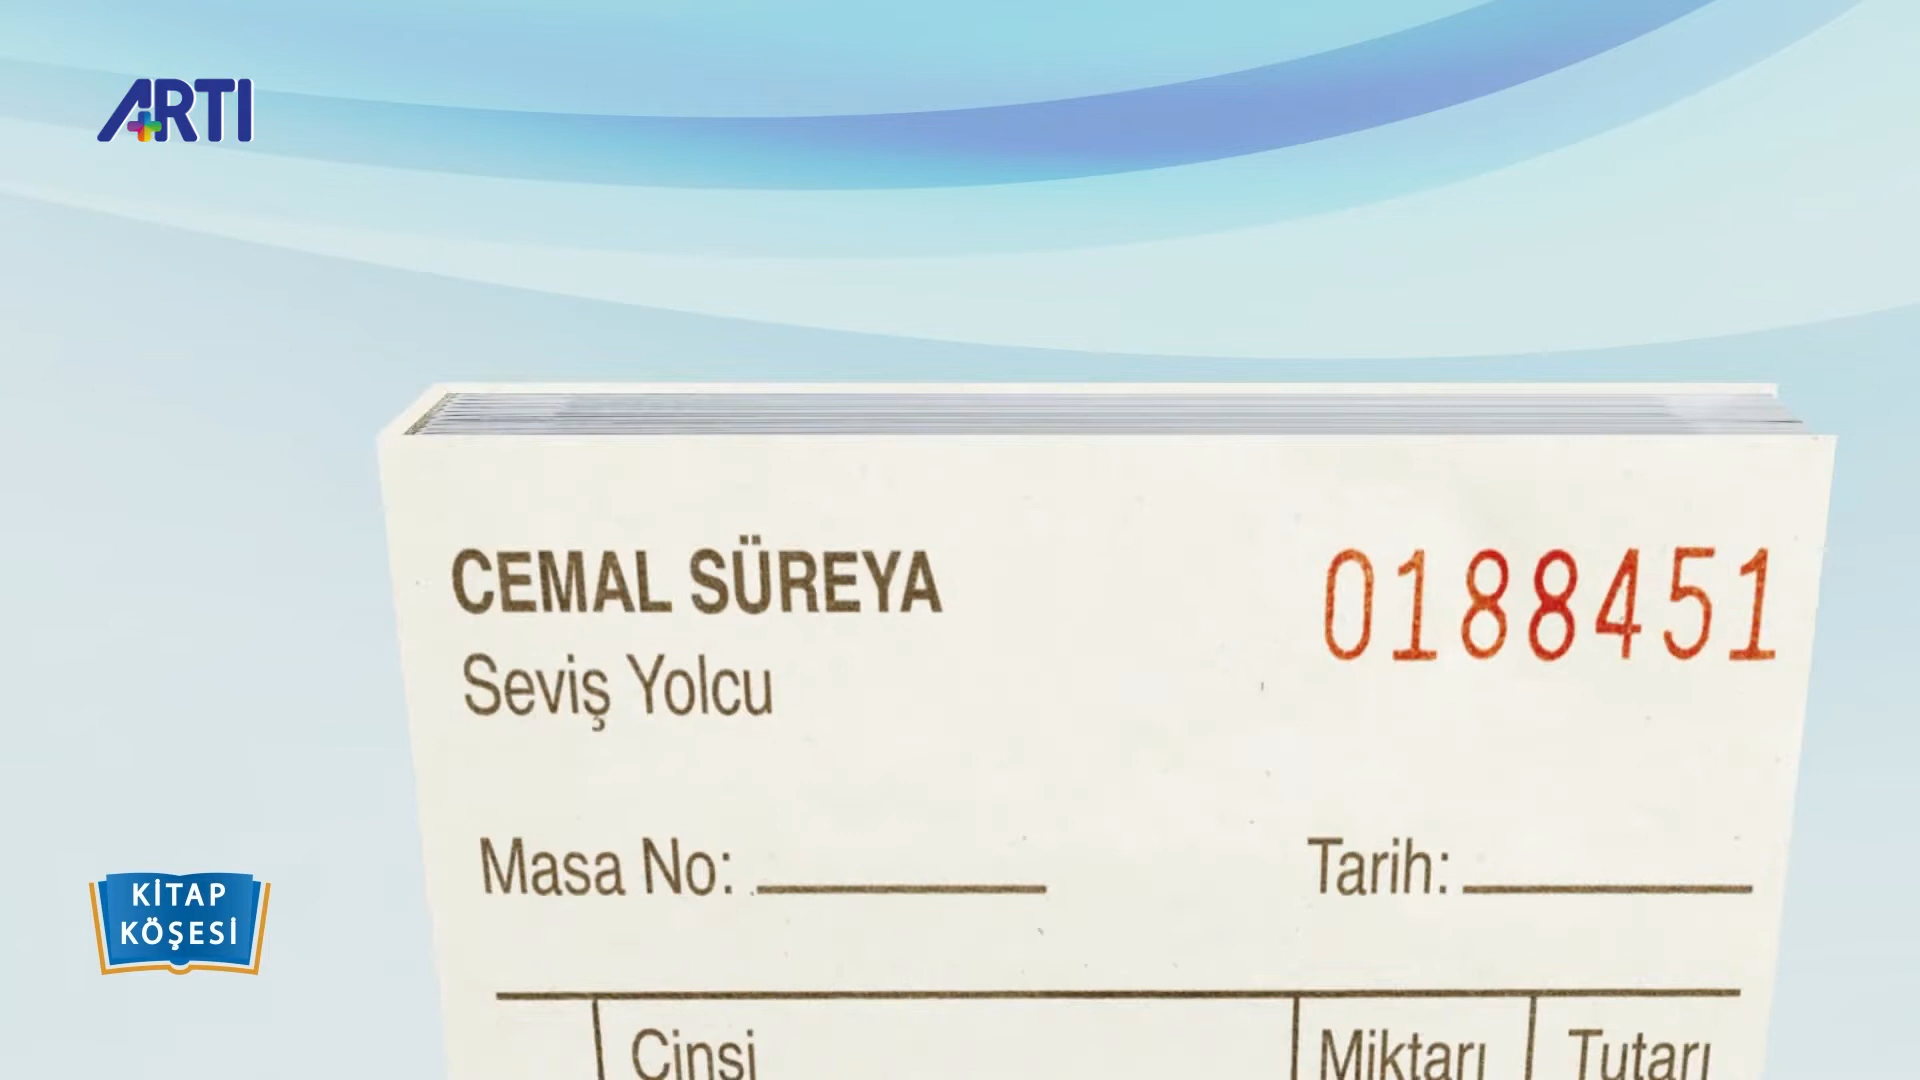 ARTI
CEMAL SÜREYA
0188451
Seviş Yolcu
Masa No:
Tarih:
KİTAP
KÖŞESİ
Cinsi
Miktarı
Tutarı